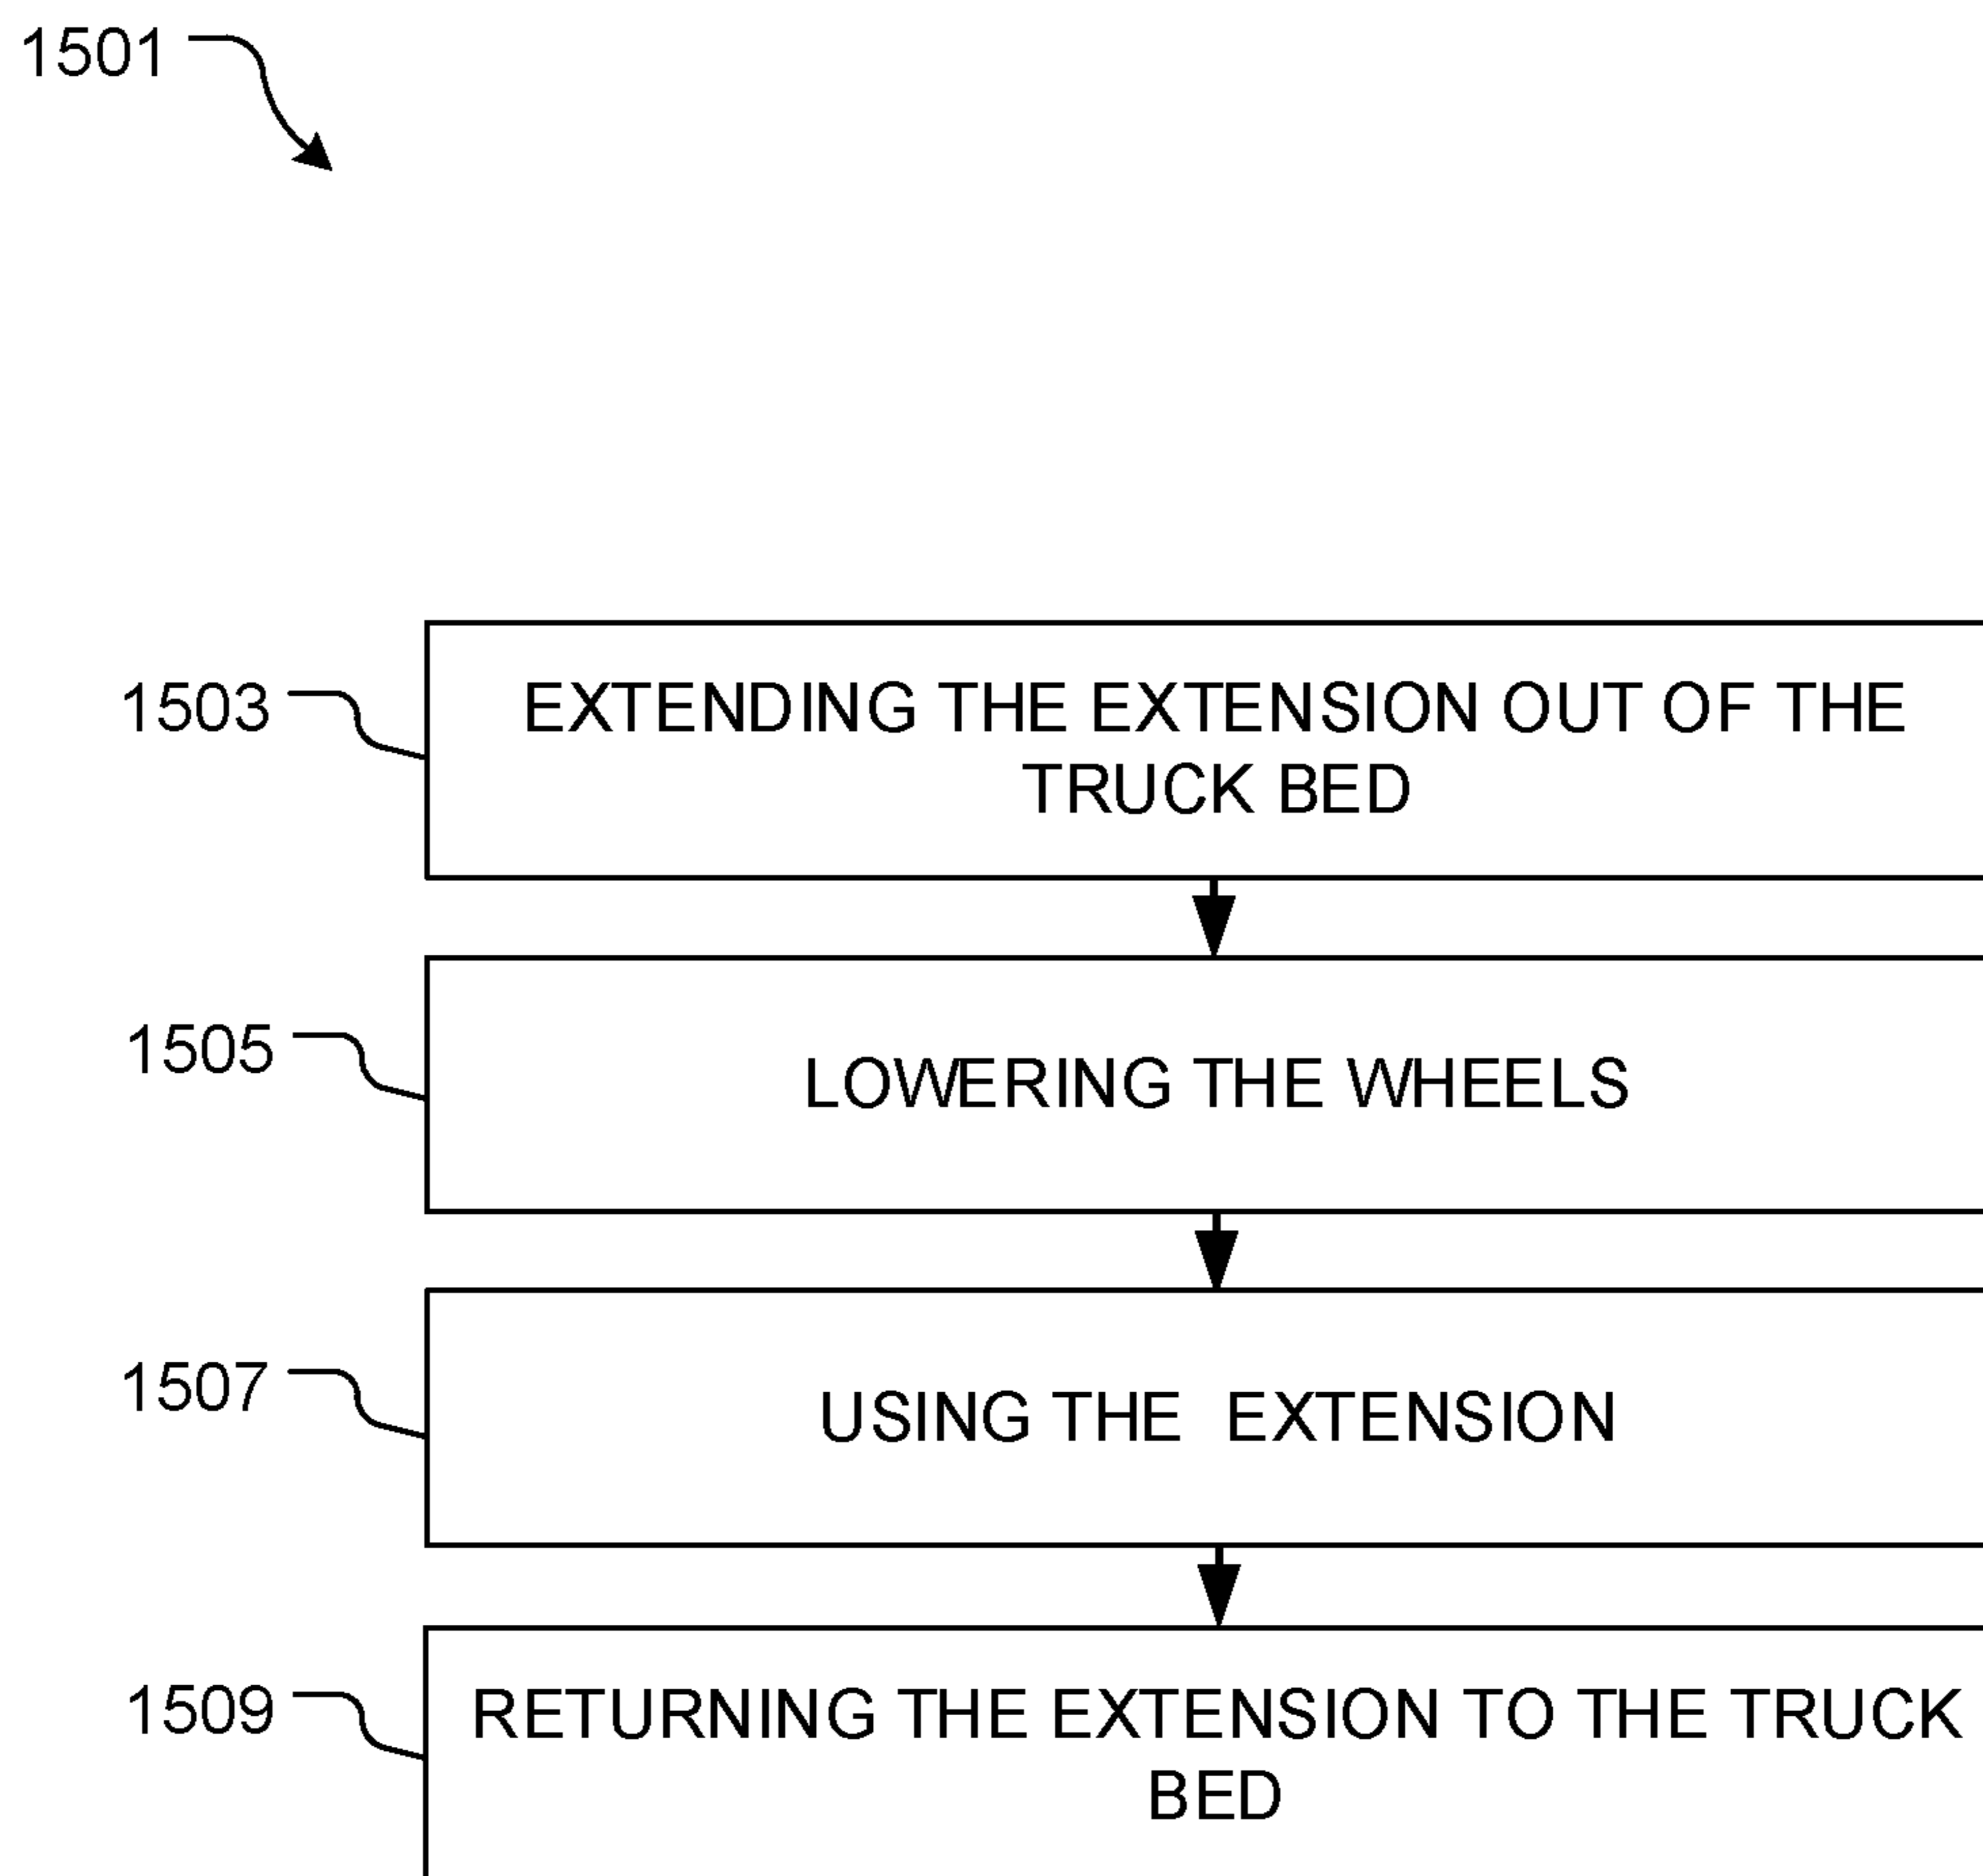 1501
1503
EXTENDING THE EXTENSION OUT OF THE
TRUCK BED
1505
LOWERING THE WHEELS
1507
USING THE EXTENSION
1509
RETURNING THE EXTENSION TO THE TRUCK
BED